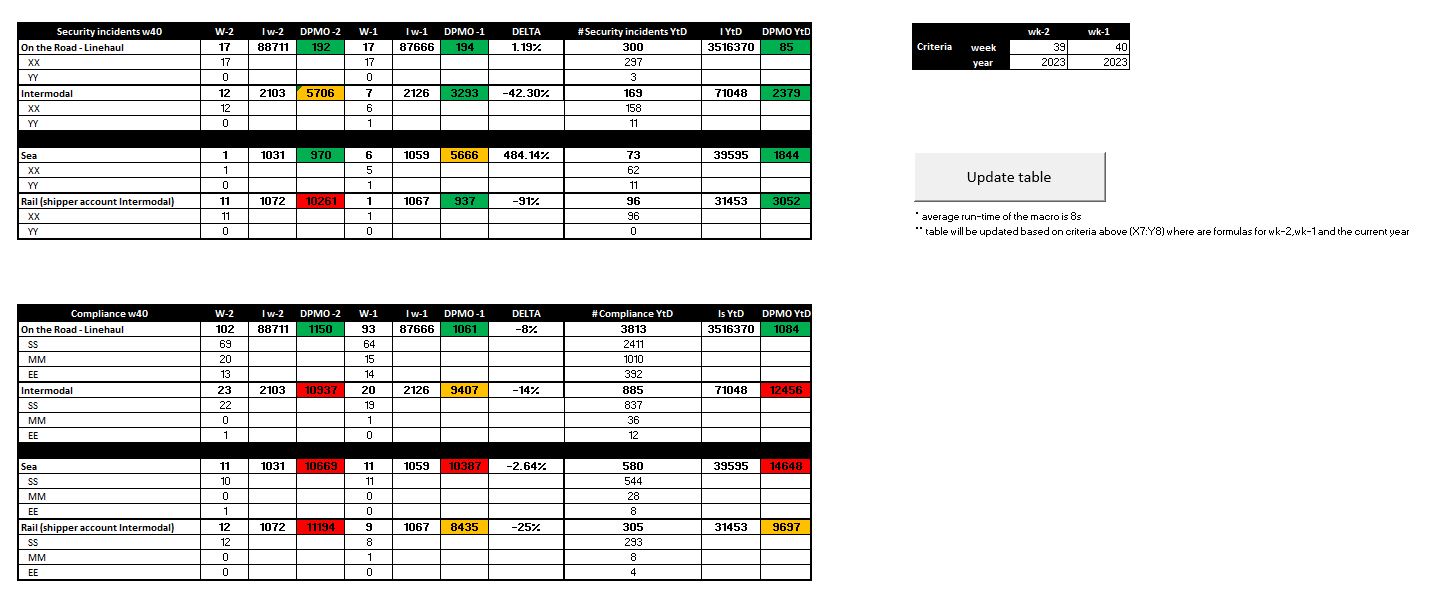 Security incidents w40 W-2 I w-2 DPMO -2 W-1 I w-1 DPMO -1 DELTA # Security incidents YtD I YtD DPMO YtD
On the Road - Linehaul 17 88711 192 17 87666 194 1.19% 300 3516370 85
XX 17 17 297
YY 0 0 3
Intermodal 12 2103 5706 7 2126 3293 -42.30% 169 71048 2379
XX 12 6 158
YY 0 1 11
Sea 1 1031 970 6 1059 5666 484.14% 73 39595 1844
XX 1 5 62
YY 0 1 11
Rail (shipper account Intermodal) 11 1072 10261 1 1067 937 -91% 96 31453 3052
XX 11 1 96
YY 0 0 0
wk-2 wk-1
Criteria week 39 40
year 2023 2023
Update table
* average run-time of the macro is 8s
** table will be updated based on criteria above (X7:Y8) where are formulas for wk-2,wk-1 and the current year
Compliance w40 W-2 I w-2 DPMO -2 W-1 I w-1 DPMO -1 DELTA # Compliance YtD Is YtD DPMO YtD
On the Road - Linehaul 102 88711 1150 93 87666 1061 -8% 3813 3516370 1084
SS 69 64 2411
MM 20 15 1010
EE 13 14 392
Intermodal 23 2103 10937 20 2126 9407 -14% 885 71048 12456
SS 22 19 837
MM 0 1 36
EE 1 0 12
Sea 11 1031 10669 11 1059 10387 -2.64% 580 39595 14648
SS 10 11 544
MM 0 0 28
EE 1 0 8
Rail (shipper account Intermodal) 12 1072 11194 9 1067 8435 -25% 305 31453 9697
SS 12 8 293
MM 0 1 8
EE 0 0 4